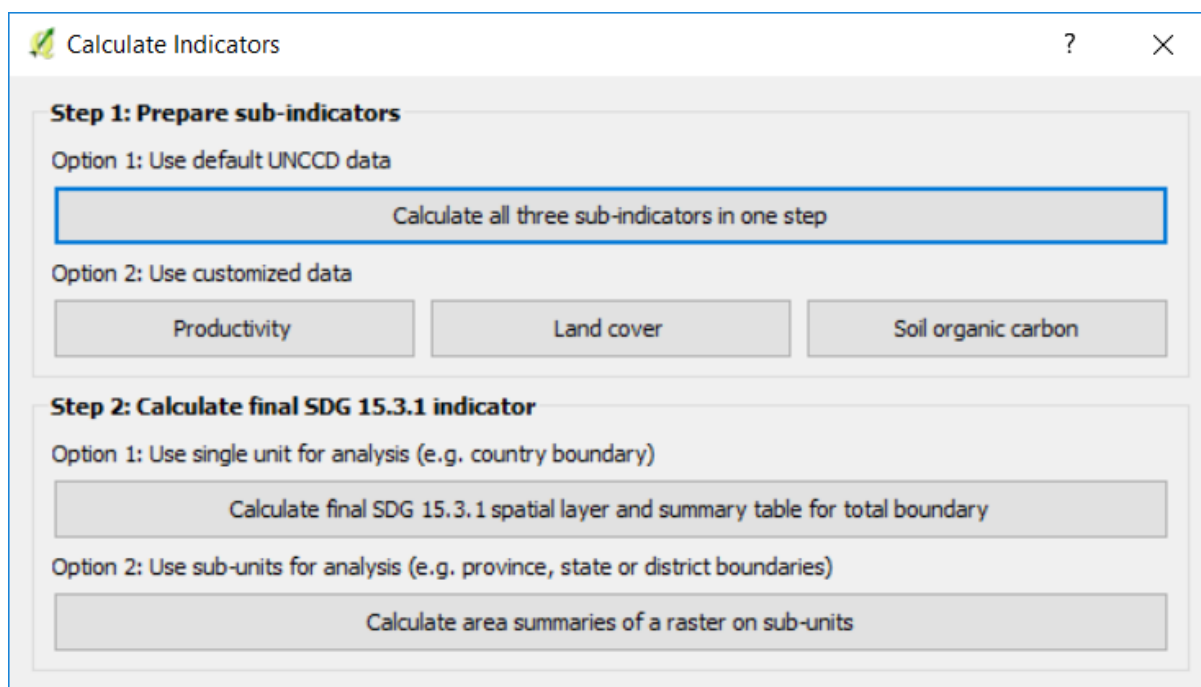 Calculate Indicators
?
Step 1: Prepare sub-indicators
Option 1: Use default UNCCD data
Calculate all three sub-indicators in one step
Option 2: Use customized data
Productivity
Land cover
Soil organic carbon
Step 2: Calculate final SDG 15.3.1 indicator
Option 1: Use single unit for analysis (e.g. country boundary)
Calculate final SDG 15.3.1 spatial layer and summary table for total boundary
Option 2: Use sub-units for analysis (e.g. province, state or district boundaries)
Calculate area summaries of a raster on sub-units